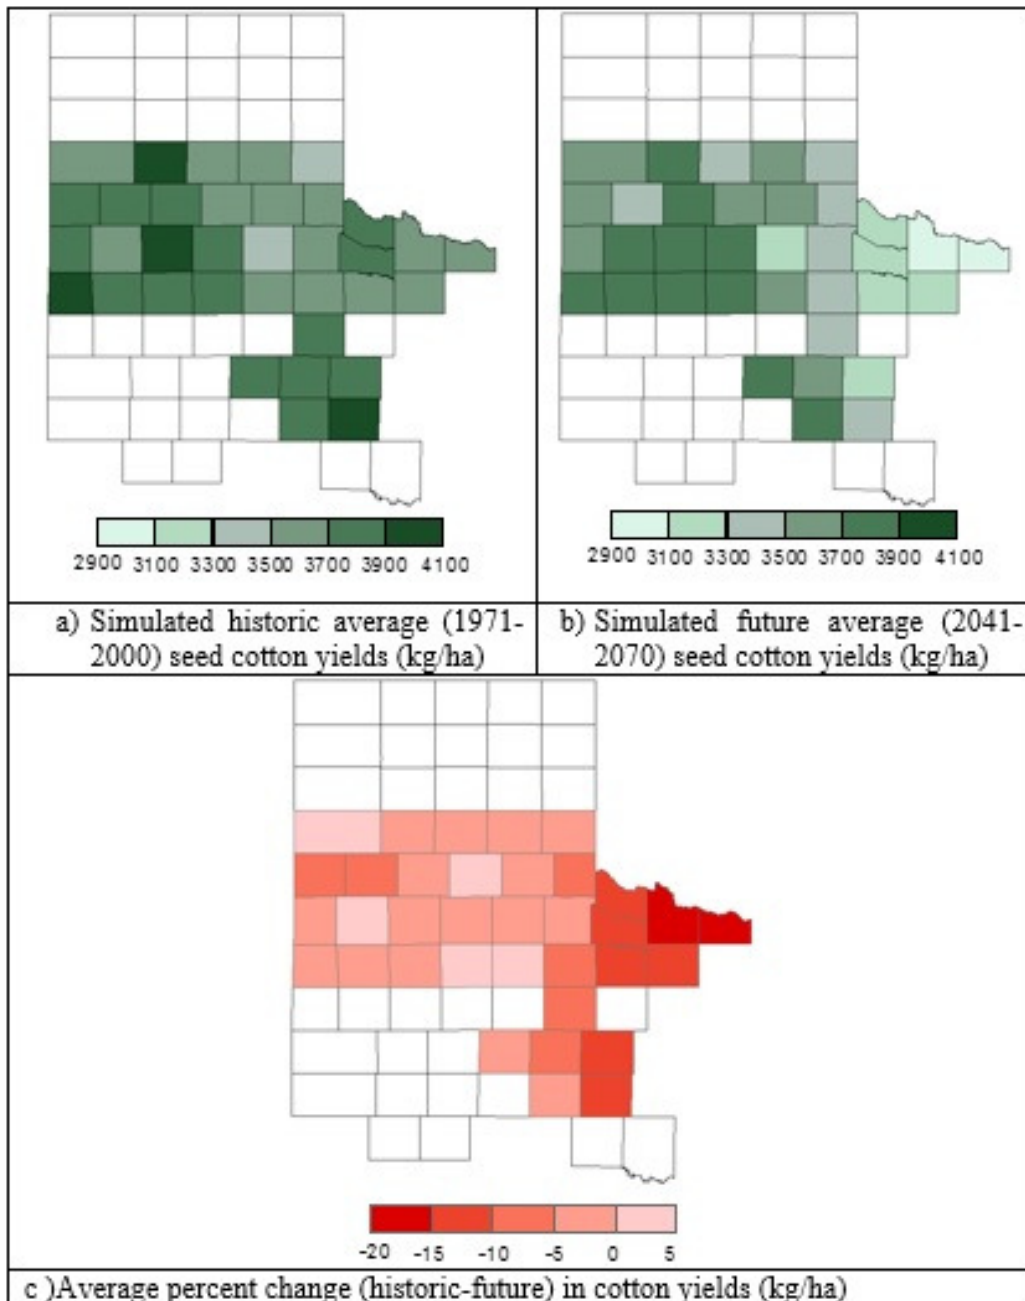 2900 3100 3300 3500 3700 3900 4100
2900 3100 3300 3500 3700 3900 4100
a) Simulated historic average (1971-
2000) seed cotton yields (kg/ha)
b) Simulated future average (2041-
2070) seed cotton yields (kg/ha)
-20 -15 -10 -5 0 5
c )Average percent change (historic-future) in cotton yields (kg/ha)